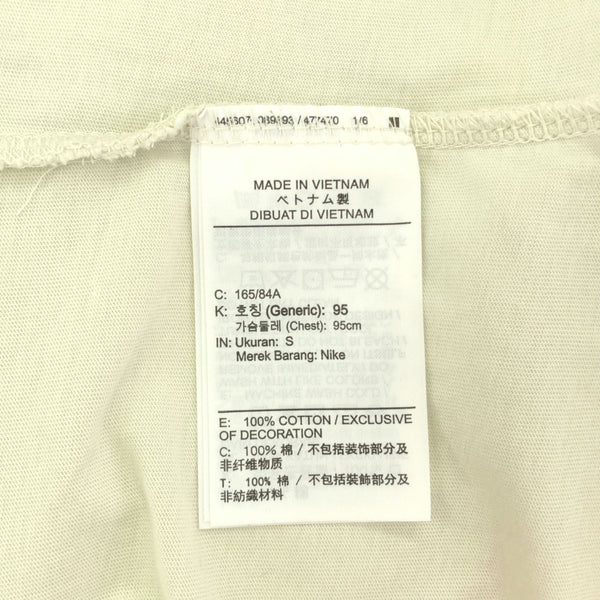 1/6
MADE IN VIETNAM
ベトナム製
DIBUAT DI VIETNAM
C: 165/84A
K: 호칭 (Generic): 95
가슴둘레 (Chest): 95cm
IN: Ukuran: S
Merek Barang: Nike
E: 100% COTTON / EXCLUSIVE
OF DECORATION
C: 100% 棉 / 不包括装饰部分及
非纤维物质
T: 100% 棉 / 不包括裝飾部分及
非紡織材料